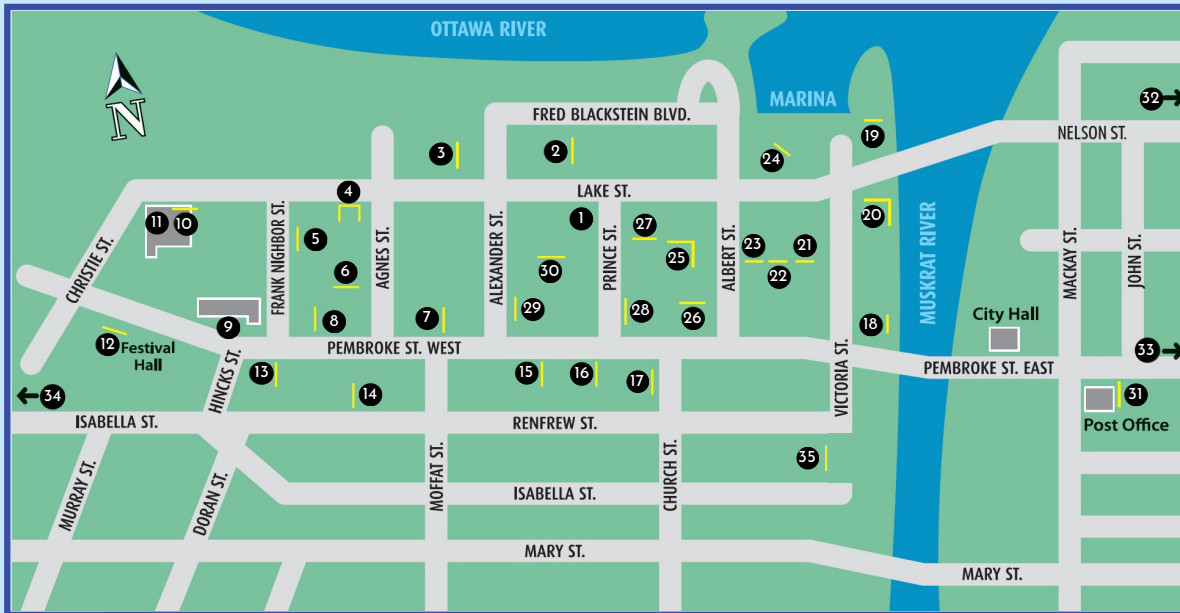 OTTAWA RIVER
MARINA
32
N
FRED BLACKSTEIN BLVD.
19
NELSON ST.
3
2
24
LAKE ST.
4
11
10
1
27
20
5
25
23
21
22
6
30
CHRISTIE ST.
FRANK NIGHBOR ST.
AGNES ST.
ALEXANDER ST.
PRINCE ST.
ALBERT ST.
MUSKRAT RIVER
MACKAY ST.
JOHN ST.
9
8
7
29
28
26
18
City Hall
12
Festival
Hall
PEMBROKE ST. WEST
33
PEMBROKE ST. EAST
13
14
15
16
17
VICTORIA ST.
34
HINCKS ST.
31
ISABELLA ST.
RENFREW ST.
Post Office
35
MURRAY ST.
DORAN ST.
MOFFAT ST.
ISABELLA ST.
CHURCH ST.
MARY ST.
MARY ST.